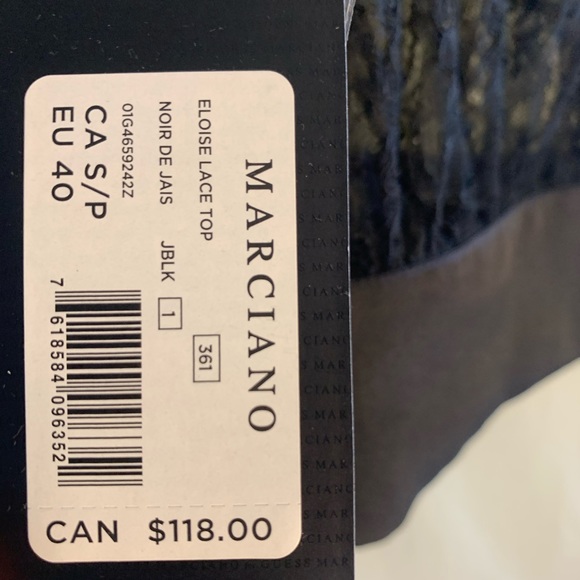 MARCIANO
361
ELOISE LACE TOP
NOIR DE JAIS JBLK 1
01G4659242Z
CA S/P
EU 40
7 618584 096352
CAN $118.00